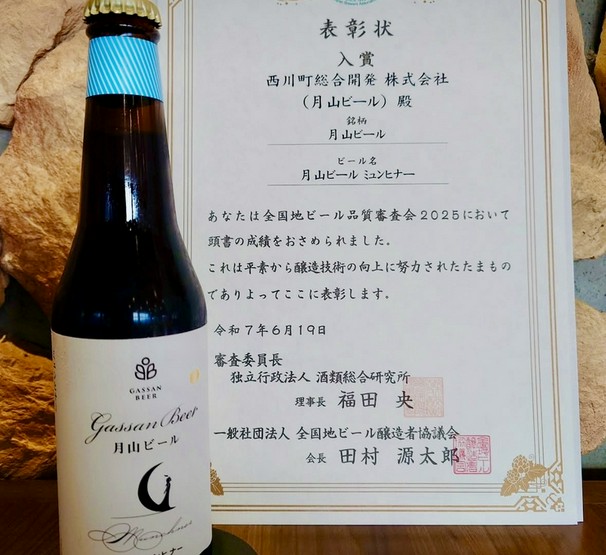 表彰状
入賞
西川町総合開発 株式会社
（月山ビール）殿
銘柄
月山ビール
ビール名
月山ビール ミュンヒナー
あなたは全国地ビール品質審査会2025において
頭書の成績をおさめられました。
これは平素から醸造技術の向上に努力されたたまもの
でありよってここに表彰します。
令和7年6月19日
審査委員長
独立行政法人 酒類総合研究所
理事長 福田 央
一般社団法人 全国地ビール醸造者協議会
会長 田村 源太郎
GASSAN
BEER
Gassan Beer
月山ビール
Munchner